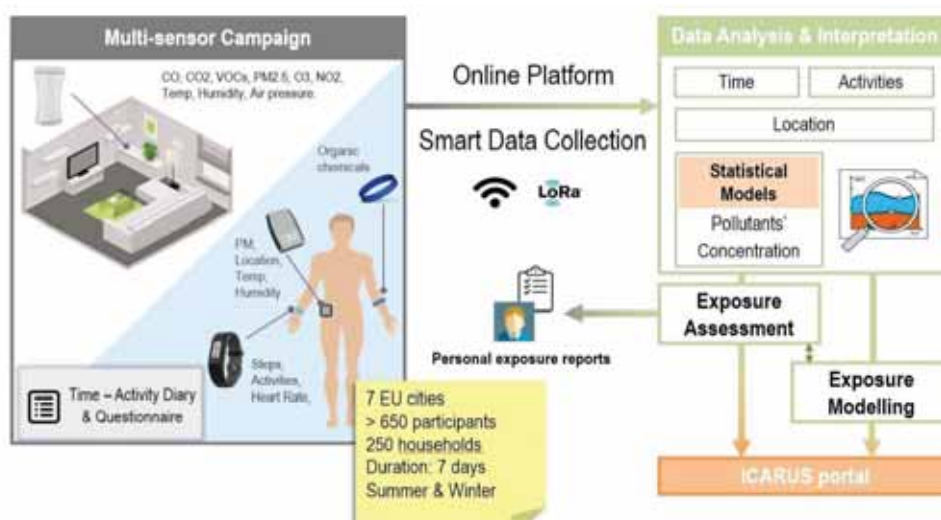 Multi-sensor Campaign
CO, CO2, VOCs, PM2.5, O3, NO2,
Temp, Humidity, Air pressure.
Organic
chemicals
PM,
Location,
Temp,
Humidity
Steps,
Activities,
Heart Rate,
Time – Activity Diary
& Questionnaire
7 EU cities
> 650 participants
250 households
Duration: 7 days
Summer & Winter
Online Platform
Smart Data Collection
LoRa
Personal exposure reports
Data Analysis & Interpretation
Time
Activities
Location
Statistical
Models
Pollutants'
Concentration
Exposure
Assessment
Exposure
Modelling
ICARUS portal